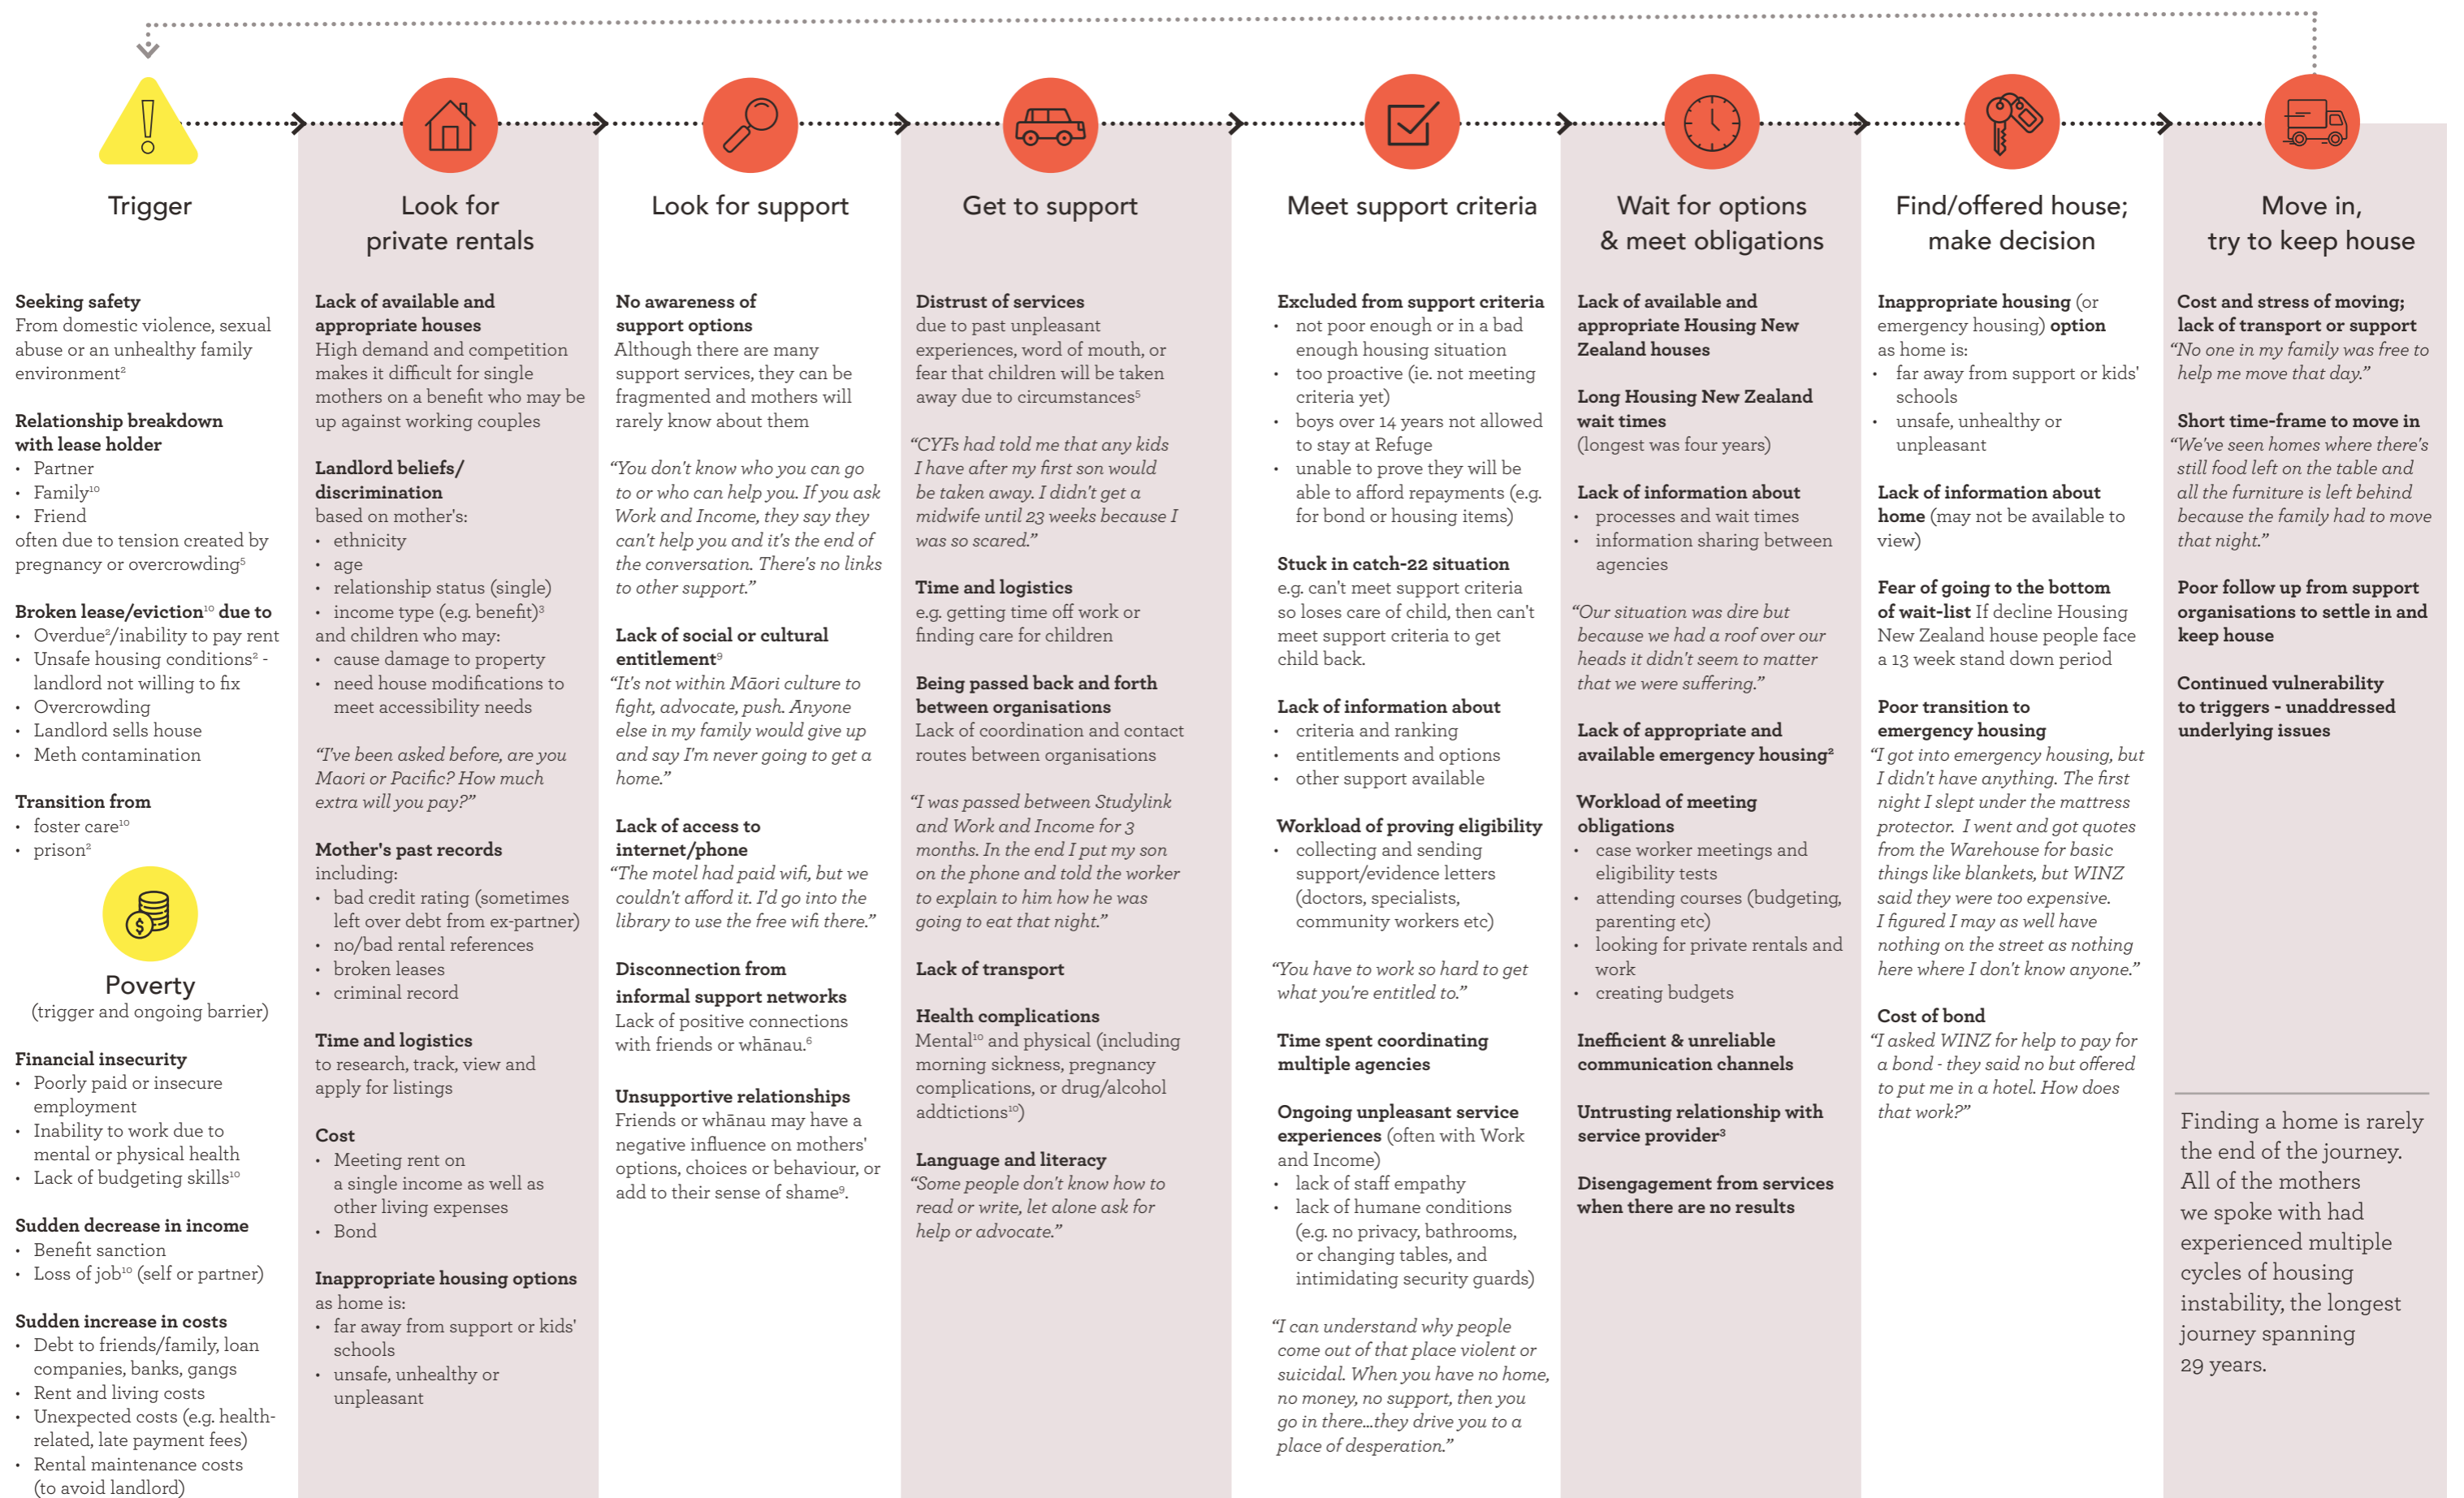 Trigger
Seeking safety
From domestic violence, sexual
abuse or an unhealthy family
environment²
Relationship breakdown
with lease holder
• Partner
• Family¹⁰
• Friend
often due to tension created by
pregnancy or overcrowding⁵
Broken lease/eviction¹⁰ due to
• Overdue²/inability to pay rent
• Unsafe housing conditions² -
landlord not willing to fix
• Overcrowding
• Landlord sells house
• Meth contamination
Transition from
• foster care¹⁰
• prison²
$
Poverty
(trigger and ongoing barrier)
Financial insecurity
• Poorly paid or insecure
employment
• Inability to work due to
mental or physical health
• Lack of budgeting skills¹⁰
Sudden decrease in income
• Benefit sanction
• Loss of job¹⁰ (self or partner)
Sudden increase in costs
• Debt to friends/family, loan
companies, banks, gangs
• Rent and living costs
• Unexpected costs (e.g. health-
related, late payment fees)
• Rental maintenance costs
(to avoid landlord)
Look for
private rentals
Lack of available and
appropriate houses
High demand and competition
makes it difficult for single
mothers on a benefit who may be
up against working couples
Landlord beliefs/
discrimination
based on mother's:
• ethnicity
• age
• relationship status (single)
• income type (e.g. benefit)³
and children who may:
• cause damage to property
• need house modifications to
meet accessibility needs
“I've been asked before, are you
Maori or Pacific? How much
extra will you pay?”
Mother's past records
including:
• bad credit rating (sometimes
left over debt from ex-partner)
• no/bad rental references
• broken leases
• criminal record
Time and logistics
to research, track, view and
apply for listings
Cost
• Meeting rent on
a single income as well as
other living expenses
• Bond
Inappropriate housing options
as home is:
• far away from support or kids'
schools
• unsafe, unhealthy or
unpleasant
Look for support
No awareness of
support options
Although there are many
support services, they can be
fragmented and mothers will
rarely know about them
“You don't know who you can go
to or who can help you. If you ask
Work and Income, they say they
can't help you and it's the end of
the conversation. There's no links
to other support.”
Lack of social or cultural
entitlement⁹
“It's not within Māori culture to
fight, advocate, push. Anyone
else in my family would give up
and say I'm never going to get a
home.”
Lack of access to
internet/phone
“The motel had paid wifi, but we
couldn't afford it. I'd go into the
library to use the free wifi there.”
Disconnection from
informal support networks
Lack of positive connections
with friends or whānau.⁶
Unsupportive relationships
Friends or whānau may have a
negative influence on mothers'
options, choices or behaviour, or
add to their sense of shame⁹.
Get to support
Distrust of services
due to past unpleasant
experiences, word of mouth, or
fear that children will be taken
away due to circumstances⁵
“CYFs had told me that any kids
I have after my first son would
be taken away. I didn't get a
midwife until 23 weeks because I
was so scared.”
Time and logistics
e.g. getting time off work or
finding care for children
Being passed back and forth
between organisations
Lack of coordination and contact
routes between organisations
“I was passed between Studylink
and Work and Income for 3
months. In the end I put my son
on the phone and told the worker
to explain to him how he was
going to eat that night.”
Lack of transport
Health complications
Mental¹⁰ and physical (including
morning sickness, pregnancy
complications, or drug/alcohol
addtictions¹⁰)
Language and literacy
“Some people don't know how to
read or write, let alone ask for
help or advocate.”
Meet support criteria
Excluded from support criteria
• not poor enough or in a bad
enough housing situation
• too proactive (ie. not meeting
criteria yet)
• boys over 14 years not allowed
to stay at Refuge
• unable to prove they will be
able to afford repayments (e.g.
for bond or housing items)
Stuck in catch-22 situation
e.g. can't meet support criteria
so loses care of child, then can't
meet support criteria to get
child back.
Lack of information about
• criteria and ranking
• entitlements and options
• other support available
Workload of proving eligibility
• collecting and sending
support/evidence letters
(doctors, specialists,
community workers etc)
“You have to work so hard to get
what you're entitled to.”
Time spent coordinating
multiple agencies
Ongoing unpleasant service
experiences (often with Work
and Income)
• lack of staff empathy
• lack of humane conditions
(e.g. no privacy, bathrooms,
or changing tables, and
intimidating security guards)
“I can understand why people
come out of that place violent or
suicidal. When you have no home,
no money, no support, then you
go in there...they drive you to a
place of desperation.”
Wait for options
& meet obligations
Lack of available and
appropriate Housing New
Zealand houses
Long Housing New Zealand
wait times
(longest was four years)
Lack of information about
• processes and wait times
• information sharing between
agencies
“Our situation was dire but
because we had a roof over our
heads it didn't seem to matter
that we were suffering.”
Lack of appropriate and
available emergency housing²
Workload of meeting
obligations
• case worker meetings and
eligibility tests
• attending courses (budgeting,
parenting etc)
• looking for private rentals and
work
• creating budgets
Inefficient & unreliable
communication channels
Untrusting relationship with
service provider³
Disengagement from services
when there are no results
Find/offered house;
make decision
Inappropriate housing (or
emergency housing) option
as home is:
• far away from support or kids'
schools
• unsafe, unhealthy or
unpleasant
Lack of information about
home (may not be available to
view)
Fear of going to the bottom
of wait-list If decline Housing
New Zealand house people face
a 13 week stand down period
Poor transition to
emergency housing
“I got into emergency housing, but
I didn't have anything. The first
night I slept under the mattress
protector. I went and got quotes
from the Warehouse for basic
things like blankets, but WINZ
said they were too expensive.
I figured I may as well have
nothing on the street as nothing
here where I don't know anyone.”
Cost of bond
“I asked WINZ for help to pay for
a bond - they said no but offered
to put me in a hotel. How does
that work?”
Move in,
try to keep house
Cost and stress of moving;
lack of transport or support
“No one in my family was free to
help me move that day.”
Short time-frame to move in
“We've seen homes where there's
still food left on the table and
all the furniture is left behind
because the family had to move
that night.”
Poor follow up from support
organisations to settle in and
keep house
Continued vulnerability
to triggers - unaddressed
underlying issues
Finding a home is rarely
the end of the journey.
All of the mothers
we spoke with had
experienced multiple
cycles of housing
instability, the longest
journey spanning
29 years.